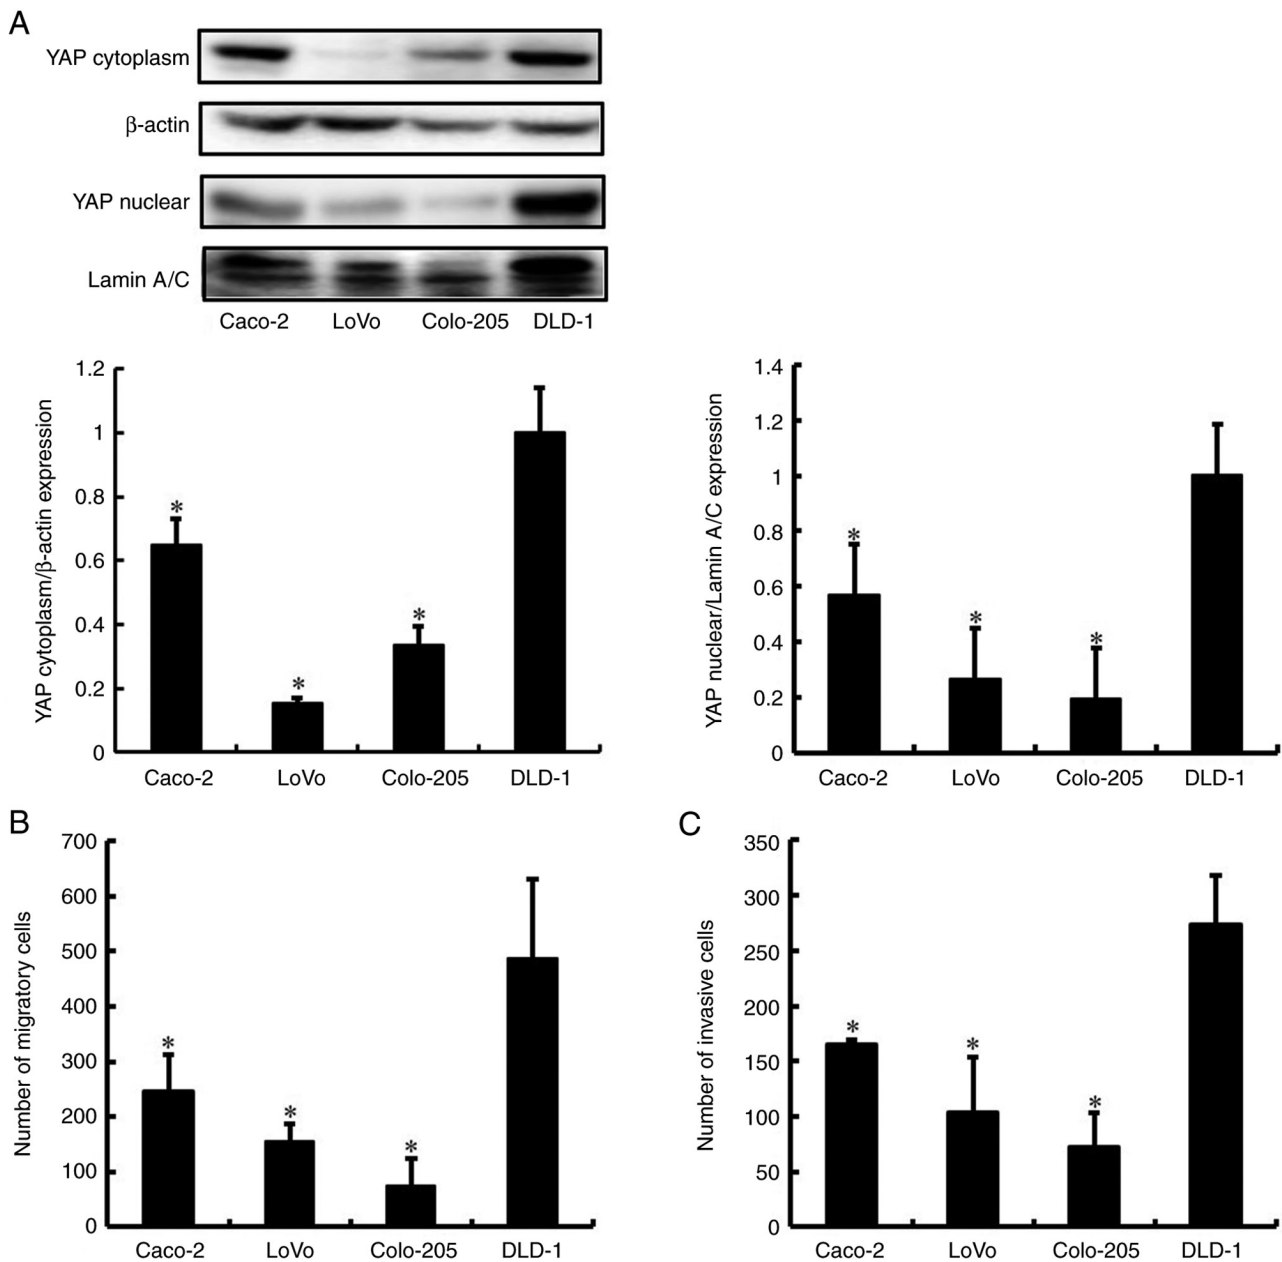 A
YAP cytoplasm
β-actin
YAP nuclear
Lamin A/C
Caco-2 LoVo Colo-205 DLD-1
YAP cytoplasm/β-actin expression
1.2
1
0.8
0.6
0.4
0.2
0
* * *
Caco-2 LoVo Colo-205 DLD-1
YAP nuclear/Lamin A/C expression
1.4
1.2
1
0.8
0.6
0.4
0.2
0
* * *
Caco-2 LoVo Colo-205 DLD-1
B
Number of migratory cells
700
600
500
400
300
200
100
0
* * *
Caco-2 LoVo Colo-205 DLD-1
C
Number of invasive cells
350
300
250
200
150
100
50
0
* * *
Caco-2 LoVo Colo-205 DLD-1